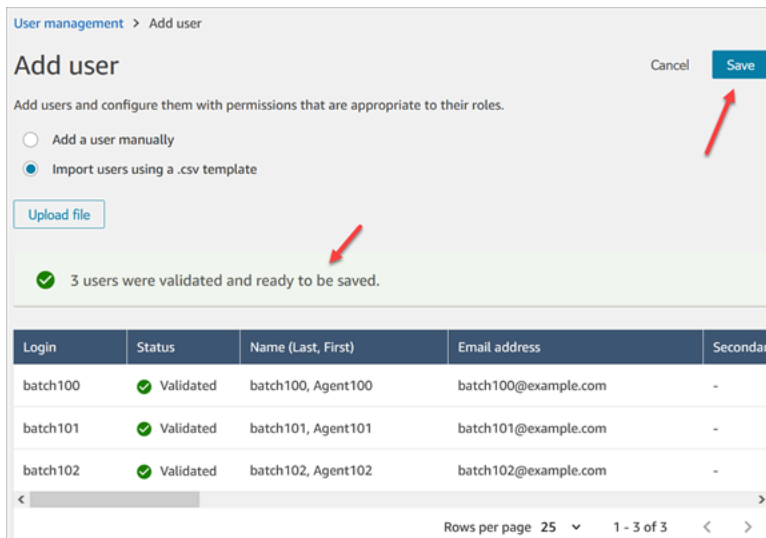 User management > Add user
Add user
Cancel
Save
Add users and configure them with permissions that are appropriate to their roles.
Add a user manually
Import users using a .csv template
Upload file
3 users were validated and ready to be saved.
Login Status Name (Last, First) Email address Secondar
batch100 Validated batch100, Agent100 batch100@example.com -
batch101 Validated batch101, Agent101 batch101@example.com -
batch102 Validated batch102, Agent102 batch102@example.com -
Rows per page 25 1 - 3 of 3